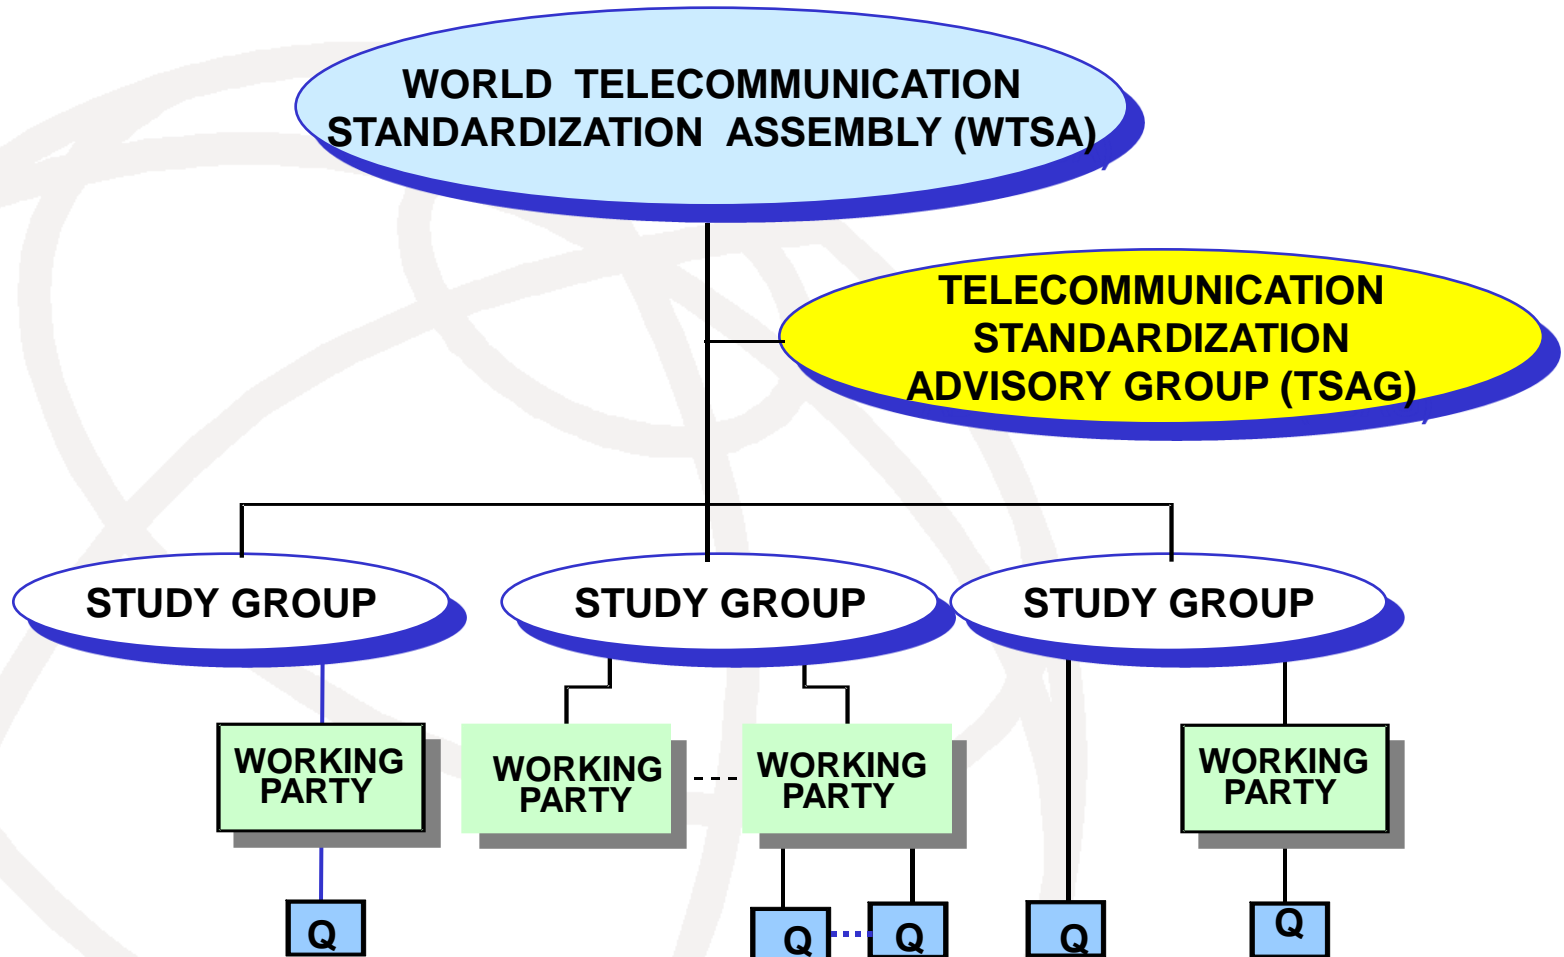 WORLD TELECOMMUNICATION
STANDARDIZATION ASSEMBLY (WTSA)
TELECOMMUNICATION
STANDARDIZATION
ADVISORY GROUP (TSAG)
STUDY GROUP
STUDY GROUP
STUDY GROUP
WORKING
PARTY
WORKING
PARTY
WORKING
PARTY
WORKING
PARTY
Q
Q
Q
Q
Q